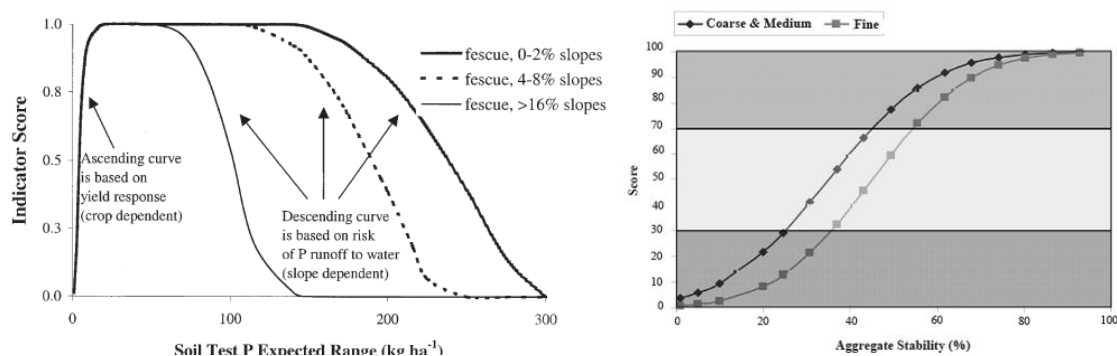 1.0
0.8
0.5
0.3
0.0
Indicator Score
fescue, 0-2% slopes
fescue, 4-8% slopes
fescue, >16% slopes
Ascending curve
is based on
yield response
(crop dependent)
Descending curve
is based on risk
of P runoff to water
(slope dependent)
0 100 200 300
Soil Test P Expected Range (kg ha-1)
Coarse & Medium Fine
100
90
80
70
60
50
40
30
20
10
0
Score
0 20 40 60 80 100
Aggregate Stability (%)